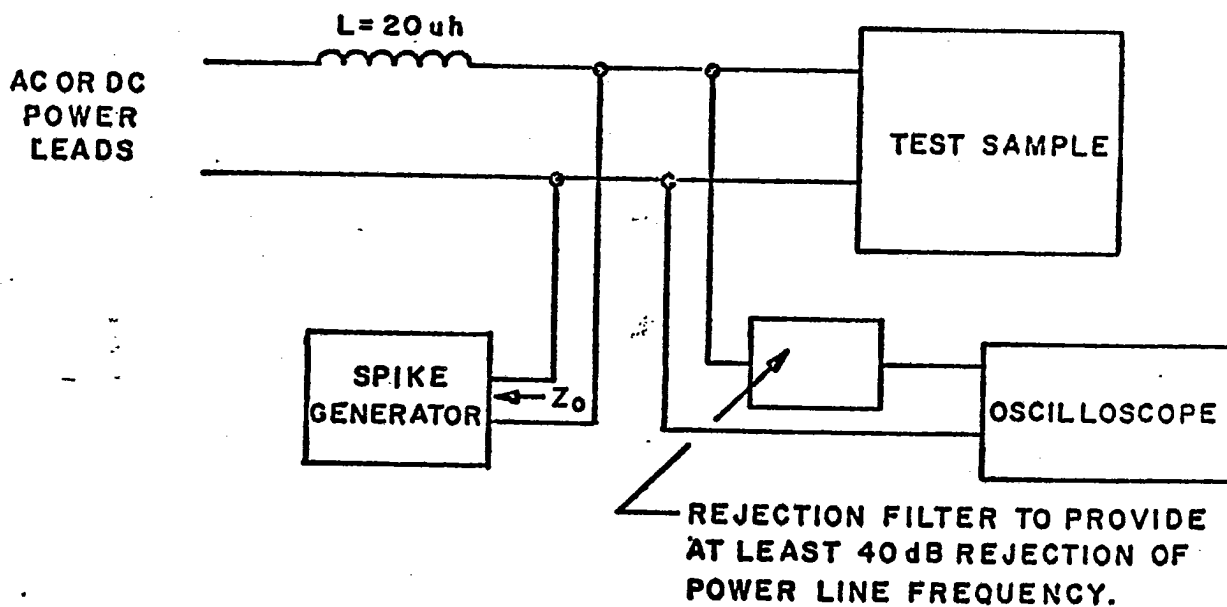 L=20uh
AC OR DC
POWER
LEADS
TEST SAMPLE
SPIKE
GENERATOR
Zo
OSCILLOSCOPE
REJECTION FILTER TO PROVIDE
AT LEAST 40dB REJECTION OF
POWER LINE FREQUENCY.